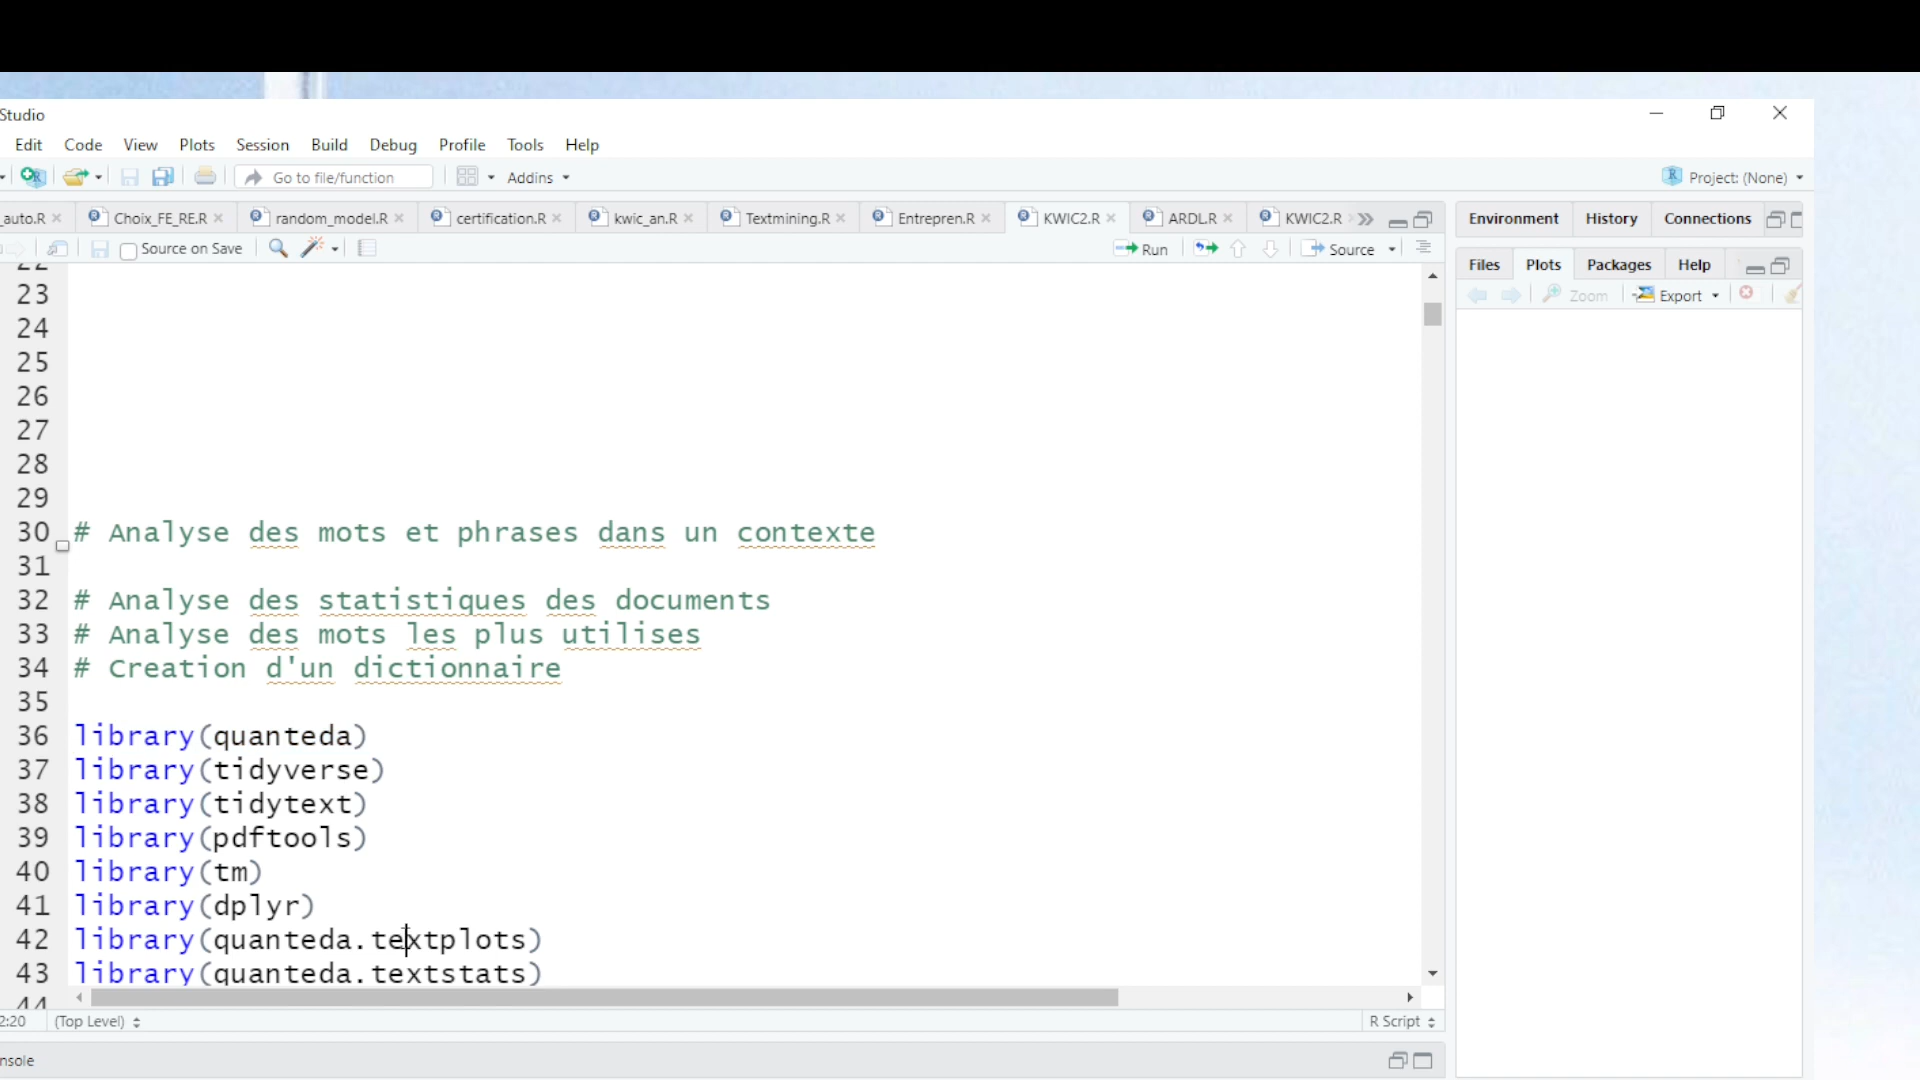 Studio
Edit Code View Plots Session Build Debug Profile Tools Help
Go to file/function Addins Project: (None)
_auto.R Choix_FE_RE.R random_model.R certification.R kwic_an.R Textmining.R Entrepren.R KWIC2.R ARDL.R KWIC2.R
Environment History Connections
Source on Save Run Source
Files Plots Packages Help
Zoom Export
22
23
24
25
26
27
28
29
30 # Analyse des mots et phrases dans un contexte
31
32 # Analyse des statistiques des documents
33 # Analyse des mots les plus utilises
34 # Creation d'un dictionnaire
35
36 library(quanteda)
37 library(tidyverse)
38 library(tidytext)
39 library(pdftools)
40 library(tm)
41 library(dplyr)
42 library(quanteda.textplots)
43 library(quanteda.textstats)
44
2:20 (Top Level) R Script
nsole